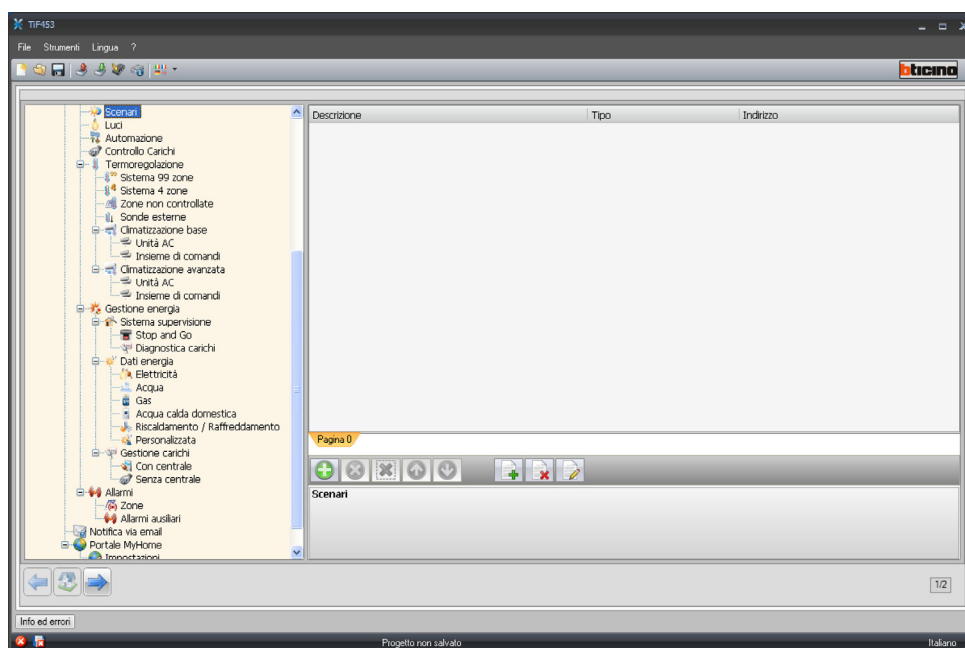 TiF453
File Strumenti Lingua ?
bticino
Scenari
Luci
Automazione
Controllo Carichi
Termoregolazione
Sistema 99 zone
Sistema 4 zone
Zone non controllate
Sonde esterne
Climatizzazione base
Unità AC
Insieme di comandi
Climatizzazione avanzata
Unità AC
Insieme di comandi
Gestione energia
Sistema supervisione
Stop and Go
Diagnostica carichi
Dati energia
Elettricità
Acqua
Gas
Acqua calda domestica
Riscaldamento / Raffreddamento
Personalizzata
Gestione carichi
Con centrale
Senza centrale
Allarmi
Zone
Allarmi ausiliari
Notifica via email
Portale MyHome
Impostazioni
Descrizione Tipo Indirizzo
Pagina 0
Scenari
1/2
Info ed errori
Progetto non salvato Italiano